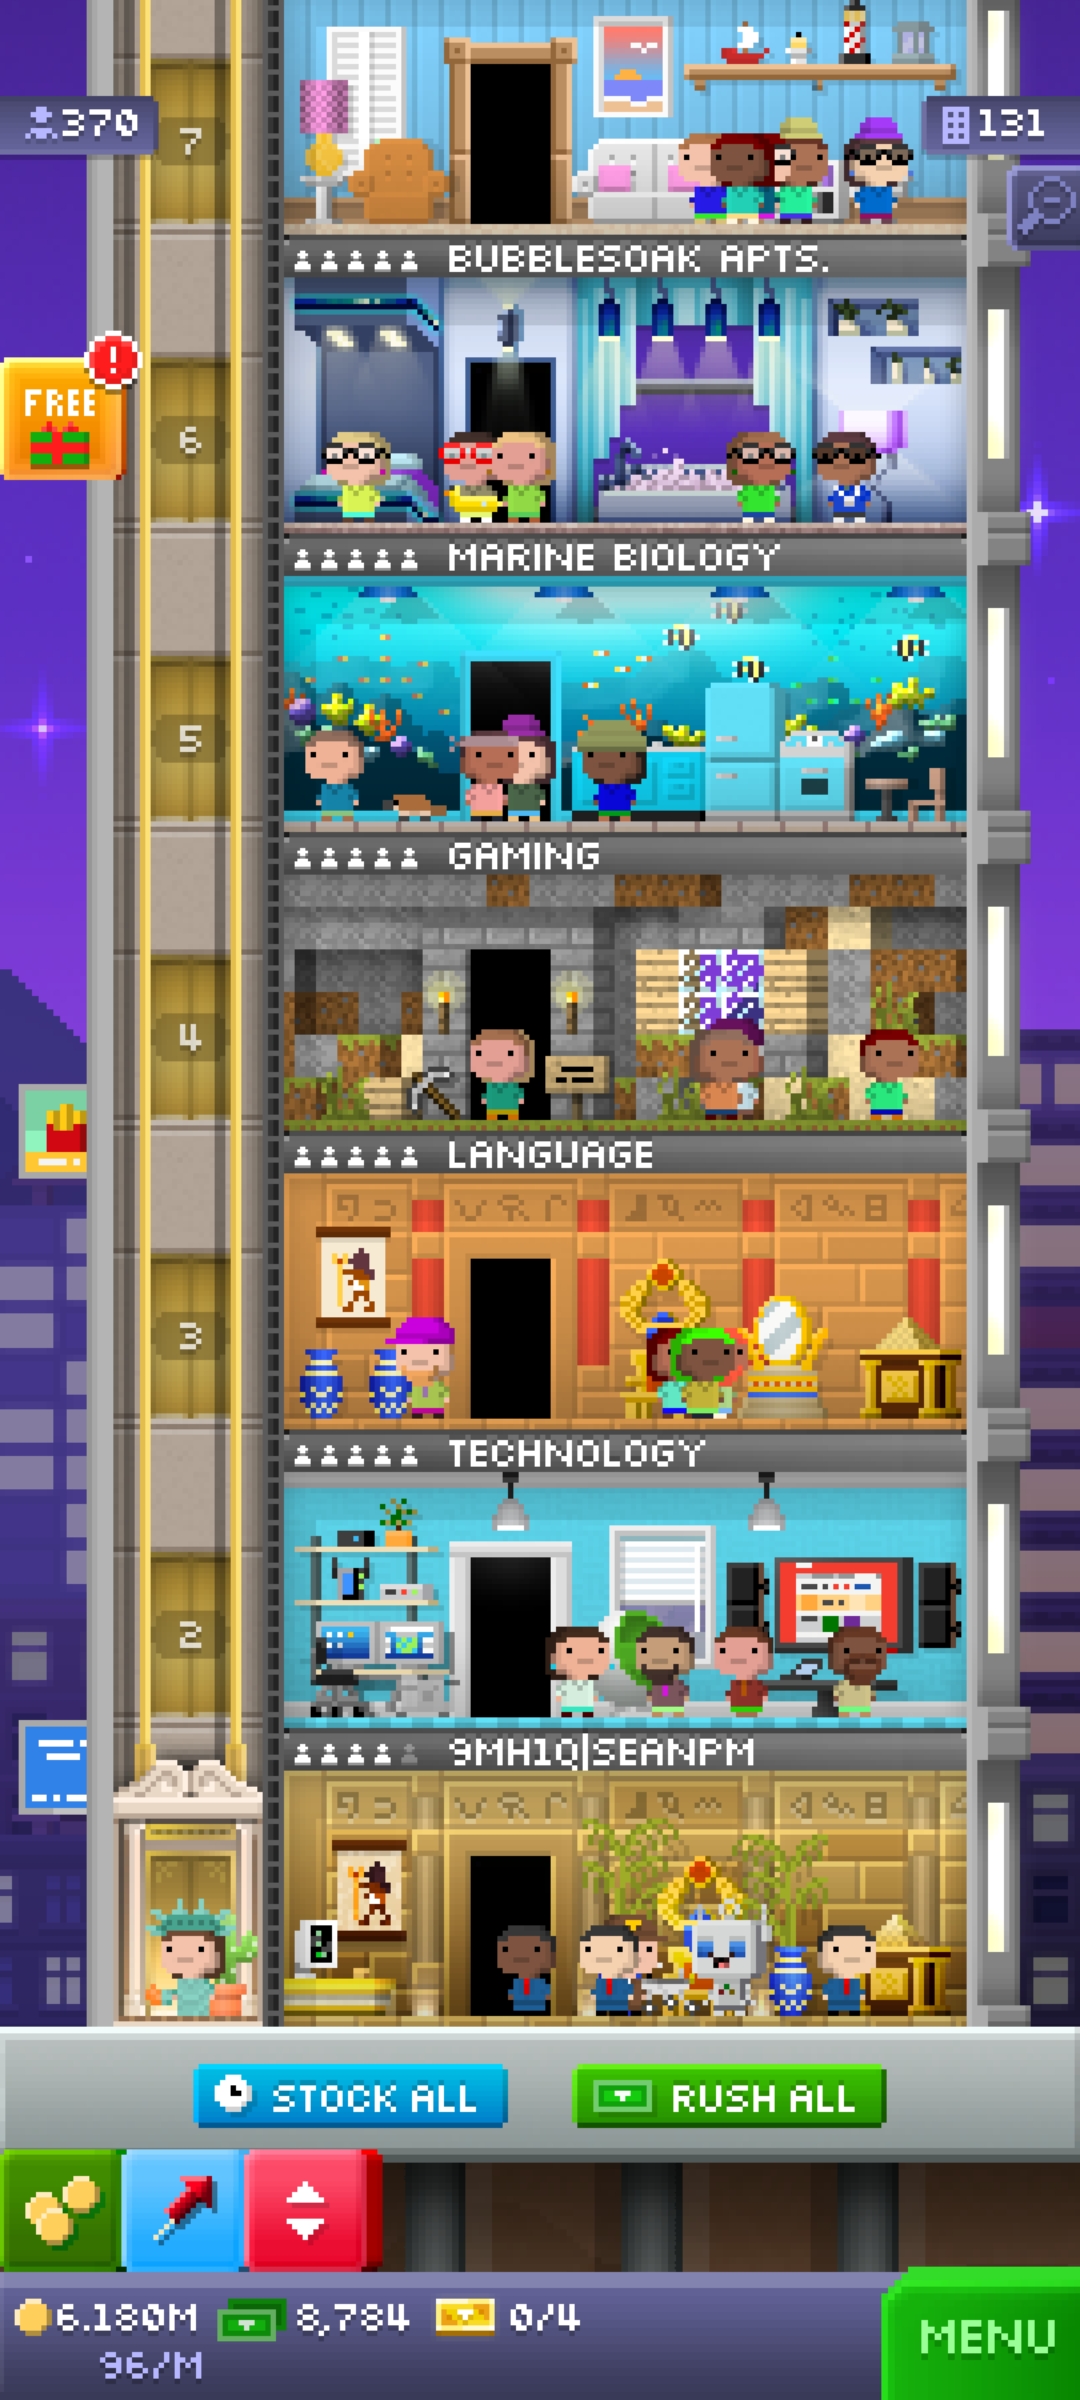 7
370
131
BUBBLESOAK APTS.
FREE
!
6
MARINE BIOLOGY
5
GAMING
4
LANGUAGE
3
TECHNOLOGY
2
9MH1Q|SEANPM
STOCK ALL
RUSH ALL
6.180M
8,784
0/4
96/M
MENU